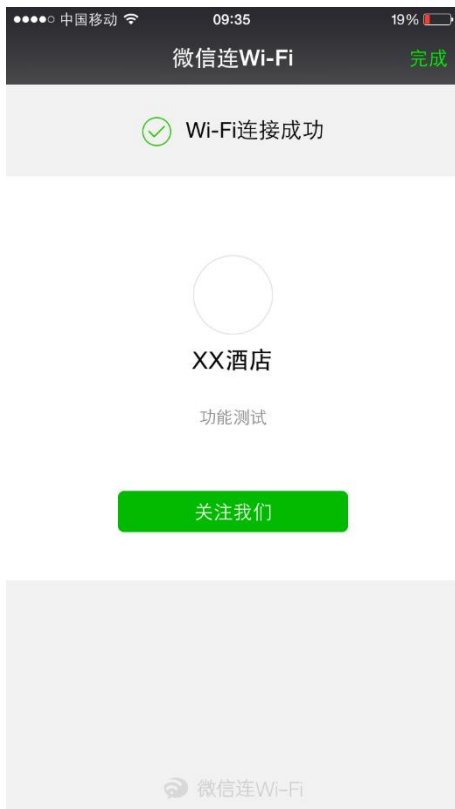 中国移动 09:35 19%
微信连Wi-Fi 完成
Wi-Fi连接成功
XX酒店
功能测试
关注我们
微信连Wi-Fi